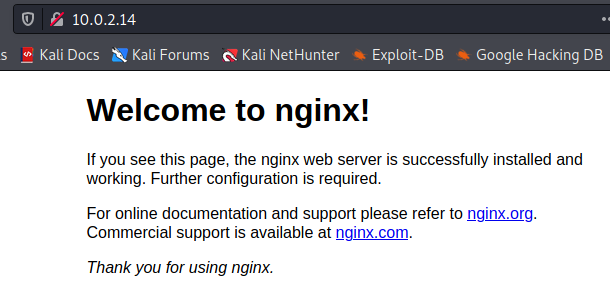 10.0.2.14
Kali Docs Kali Forums Kali NetHunter Exploit-DB Google Hacking DB
Welcome to nginx!
If you see this page, the nginx web server is successfully installed and
working. Further configuration is required.
For online documentation and support please refer to nginx.org.
Commercial support is available at nginx.com.
Thank you for using nginx.